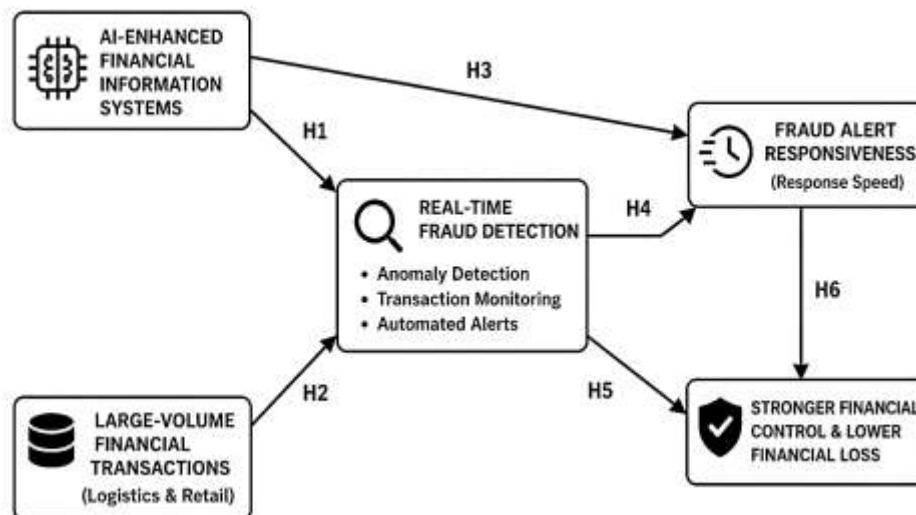 AI-ENHANCED
FINANCIAL
INFORMATION
SYSTEMS
H3
H1
FRAUD ALERT
RESPONSIVENESS
(Response Speed)
REAL-TIME
FRAUD DETECTION
• Anomaly Detection
• Transaction Monitoring
• Automated Alerts
H4
H6
H2
H5
LARGE-VOLUME
FINANCIAL
TRANSACTIONS
(Logistics & Retail)
STRONGER FINANCIAL
CONTROL & LOWER
FINANCIAL LOSS